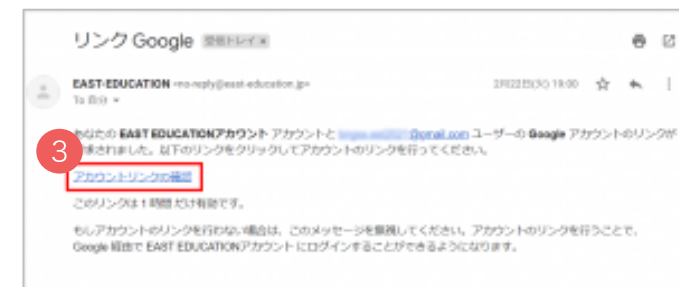 リンク Google 受信トレイ ×
EAST-EDUCATION <no-reply@east-education.jp> 2月22日(火) 19:00
To 自分
あなたの EAST EDUCATIONアカウント アカウントと @gmail.com ユーザーの Google アカウントのリンクが
3 求されました。以下のリンクをクリックしてアカウントのリンクを行ってください。
アカウントリンクの確認
このリンクは 1 時間 だけ有効です。
もしアカウントのリンクを行わない場合は、このメッセージを無視してください。アカウントのリンクを行うことで、
Google 経由で EAST EDUCATIONアカウント にログインすることができるようになります。